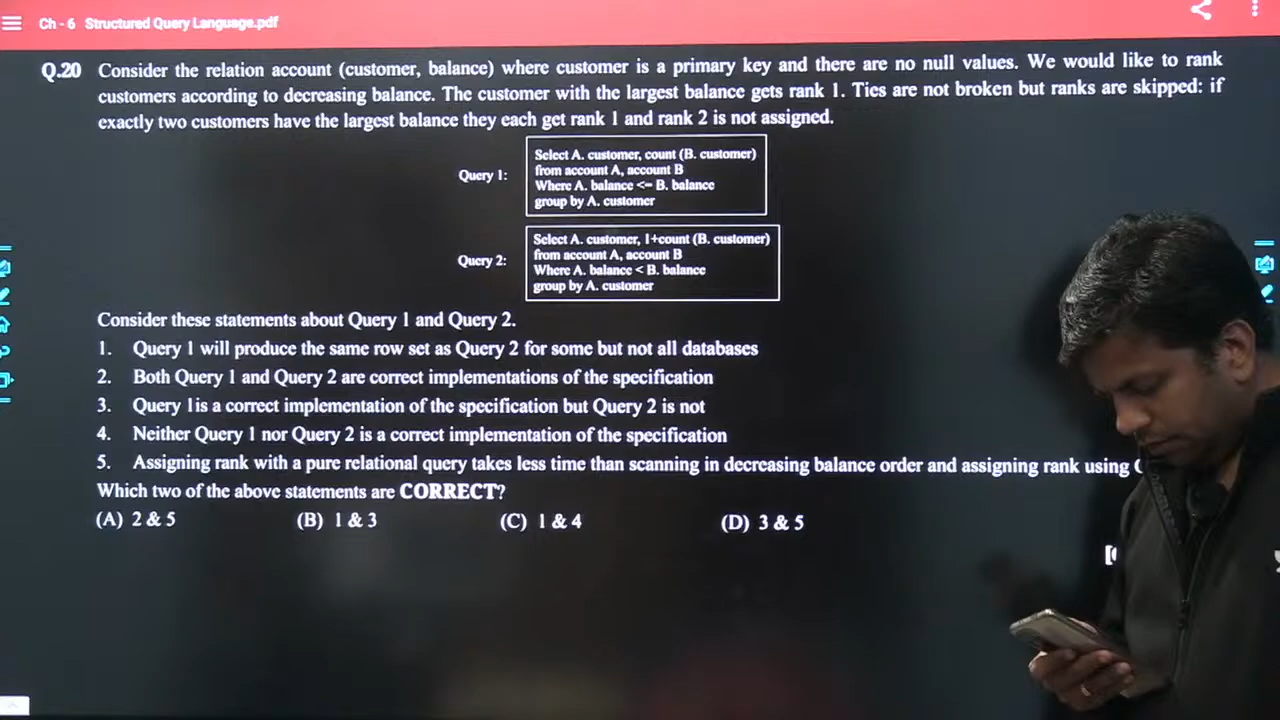 Ch - 6 Structured Query Language.pdf
Q.20 Consider the relation account (customer, balance) where customer is a primary key and there are no null values. We would like to rank
customers according to decreasing balance. The customer with the largest balance gets rank 1. Ties are not broken but ranks are skipped: if
exactly two customers have the largest balance they each get rank 1 and rank 2 is not assigned.
Query 1:
Select A. customer, count (B. customer)
from account A, account B
Where A. balance <= B. balance
group by A. customer
Query 2:
Select A. customer, 1+count (B. customer)
from account A, account B
Where A. balance < B. balance
group by A. customer
Consider these statements about Query 1 and Query 2.
1. Query 1 will produce the same row set as Query 2 for some but not all databases
2. Both Query 1 and Query 2 are correct implementations of the specification
3. Query 1is a correct implementation of the specification but Query 2 is not
4. Neither Query 1 nor Query 2 is a correct implementation of the specification
5. Assigning rank with a pure relational query takes less time than scanning in decreasing balance order and assigning rank using
Which two of the above statements are CORRECT?
(A) 2 & 5 (B) 1 & 3 (C) 1 & 4 (D) 3 & 5